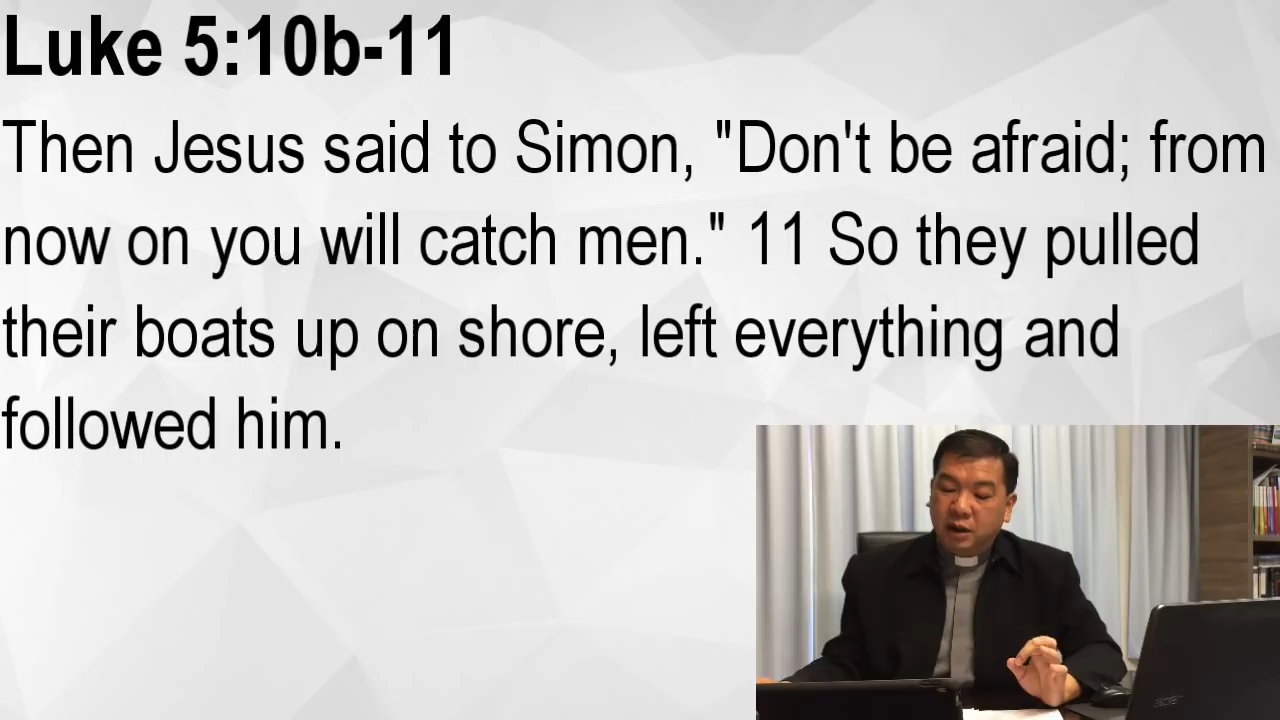 Luke 5:10b-11
Then Jesus said to Simon, "Don't be afraid; from
now on you will catch men." 11 So they pulled
their boats up on shore, left everything and
followed him.
acer